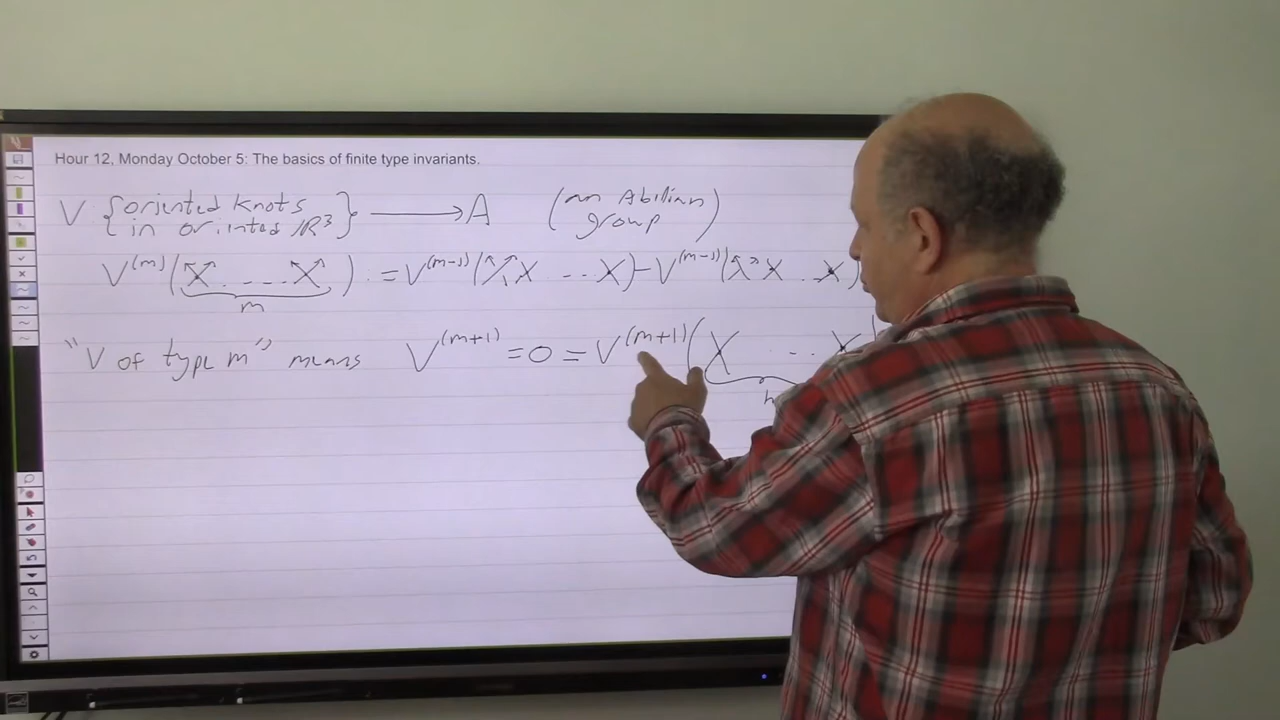 Hour 12, Monday October 5: The basics of finite type invariants.
V {oriented knots in oriented ℝ³} ⟶ A (an Abelian group)
V^(m) (X ... X) := V^(m-1) (X X ... X) - V^(m-1) (X X ... X)
m
"V of type m" means V^(m+1) = 0 = V^(m+1) (X ... X